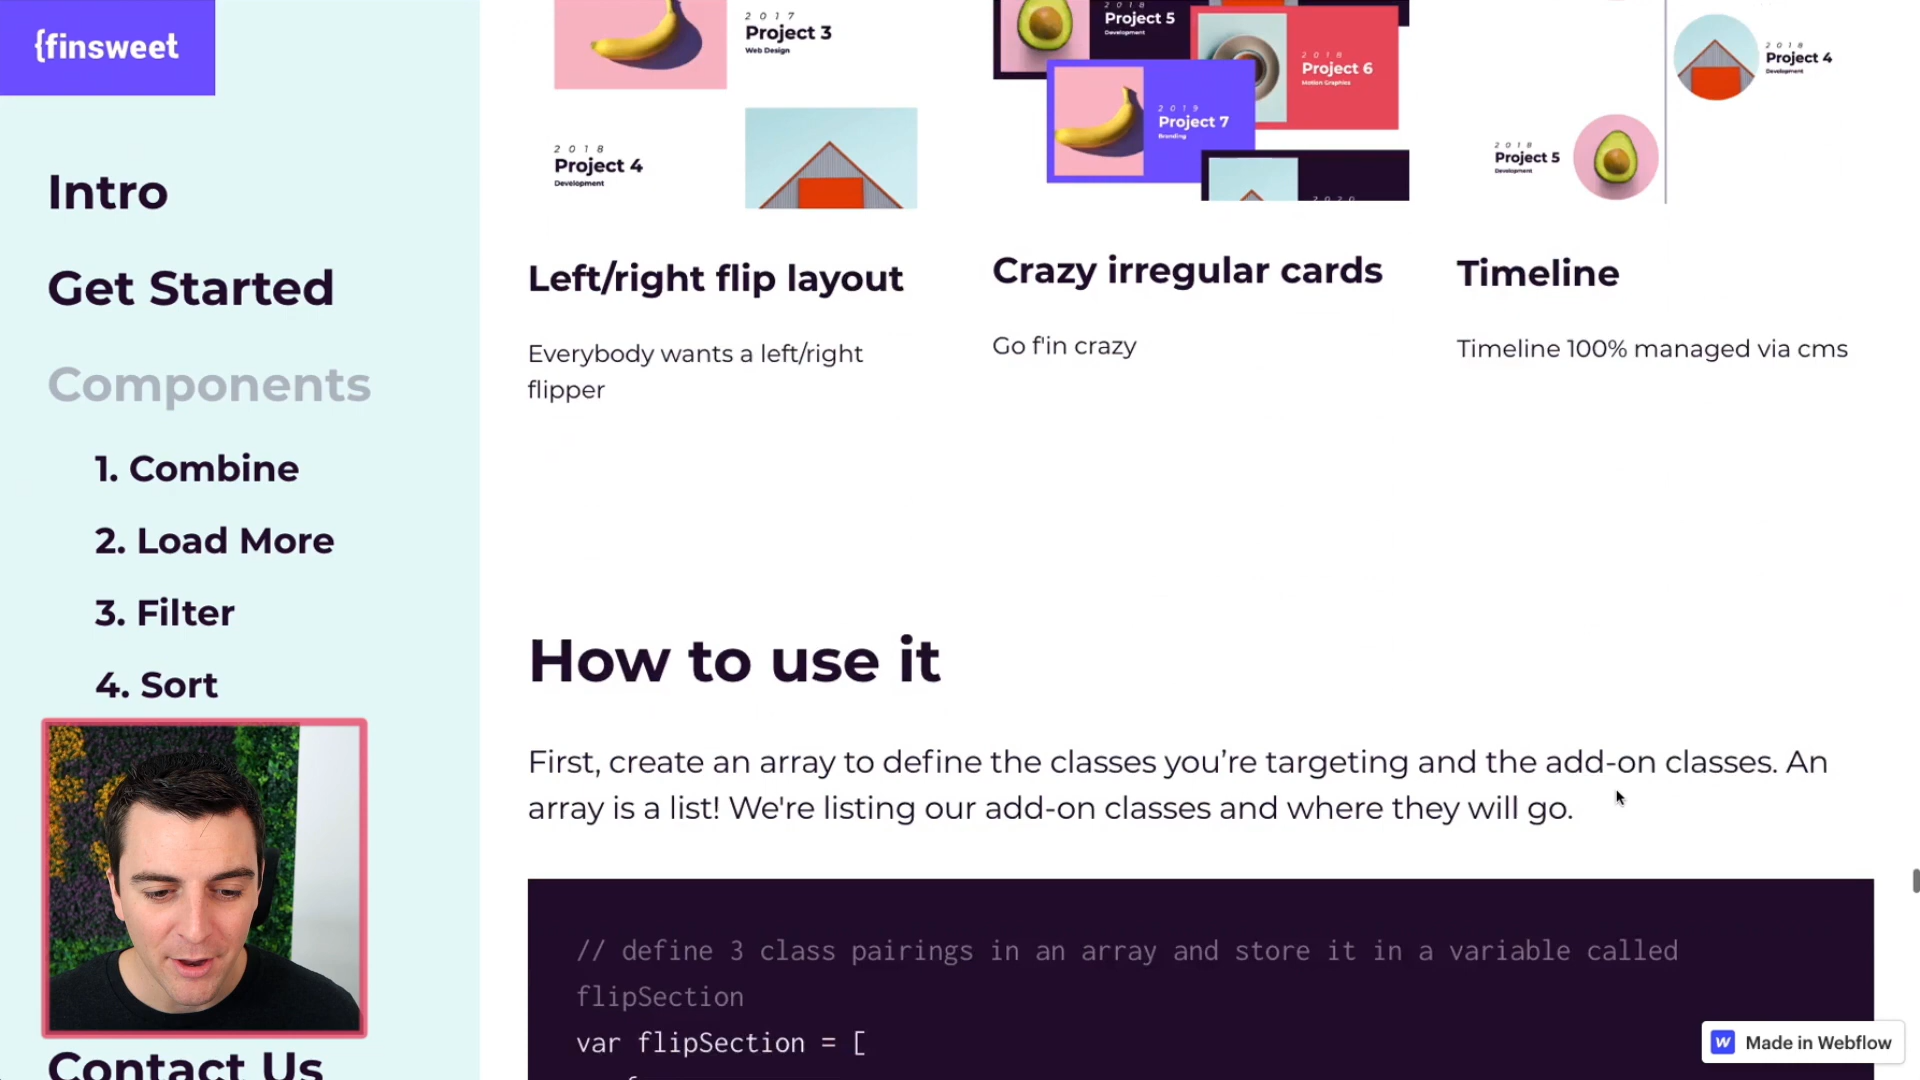 {finsweet
Intro
Get Started
Components
1. Combine
2. Load More
3. Filter
4. Sort
Contact Us
2017
Project 3
Web Design
2018
Project 4
Development
Left/right flip layout
Everybody wants a left/right
flipper
2018
Project 5
Development
2018
Project 6
Motion Graphics
2019
Project 7
Branding
2020
Crazy irregular cards
Go f'in crazy
2018
Project 4
Development
2018
Project 5
Development
Timeline
Timeline 100% managed via cms
How to use it
First, create an array to define the classes you’re targeting and the add-on classes. An
array is a list! We're listing our add-on classes and where they will go.
// define 3 class pairings in an array and store it in a variable called
flipSection
var flipSection = [
Made in Webflow